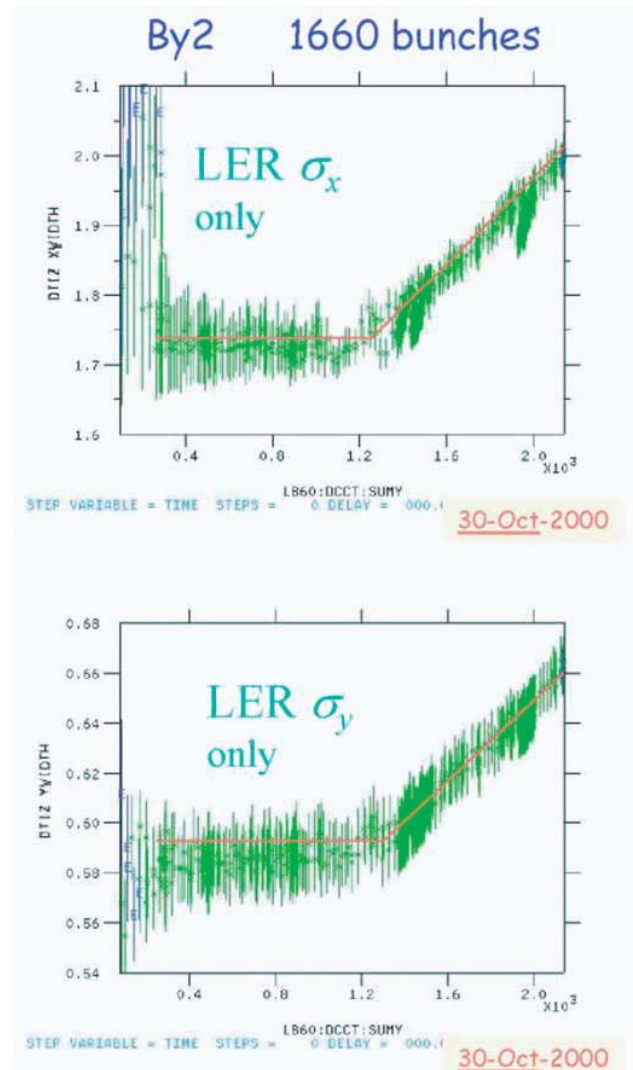 By2 1660 bunches
2.1
2.0
1.9
1.8
1.7
1.6
DTIZ XWIDTH
LER σx
only
0.4 0.8 1.2 1.6 2.0
X10³
LB60:DCCT:SUMY
STEP VARIABLE = TIME STEPS = 0 DELAY = 000.
30-Oct-2000
0.68
0.66
0.64
0.62
0.60
0.58
0.56
0.54
DTIZ YWIDTH
LER σy
only
0.4 0.8 1.2 1.6 2.0
X10³
LB60:DCCT:SUMY
STEP VARIABLE = TIME STEPS = 0 DELAY = 000.
30-Oct-2000